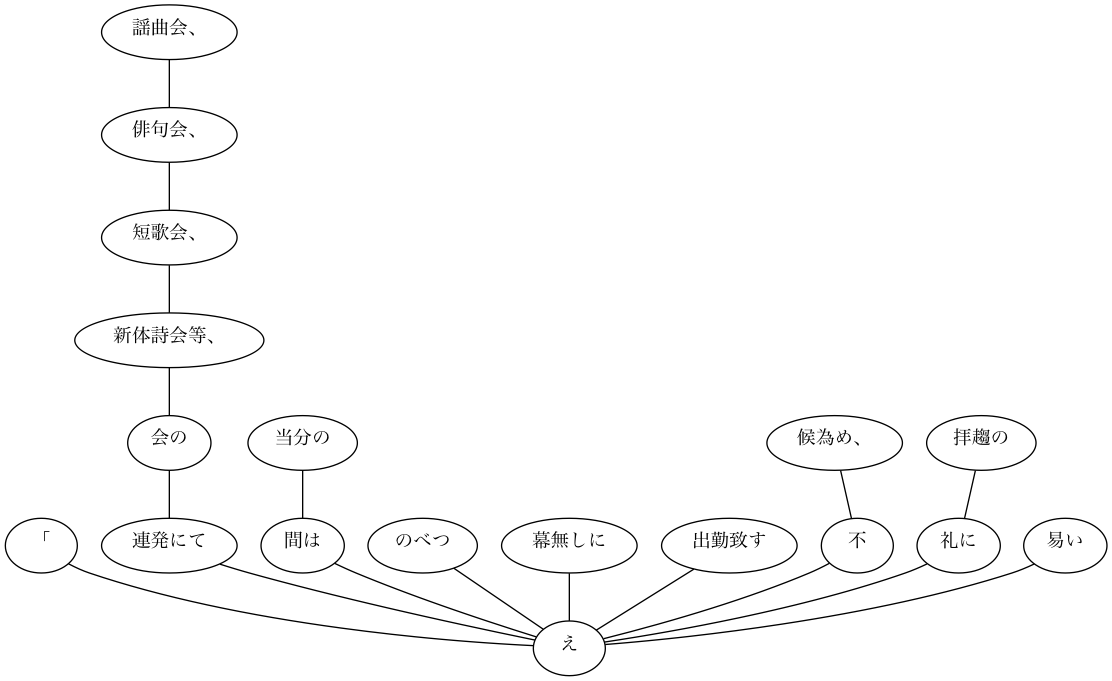 謡曲会、
俳句会、
短歌会、
新体詩会等、
会の
当分の
候為め、
拝趨の
「
連発にて
間は
のべつ
幕無しに
出勤致す
不
礼に
易い
え